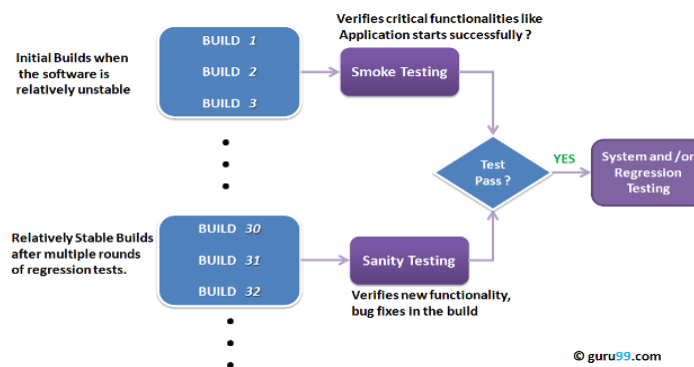 Verifies critical functionalities like
Application starts successfully ?
Initial Builds when
the software is
relatively unstable
BUILD 1
BUILD 2
BUILD 3
Smoke Testing
Test
Pass ?
YES
System and /or
Regression
Testing
Relatively Stable Builds
after multiple rounds
of regression tests.
BUILD 30
BUILD 31
BUILD 32
Sanity Testing
Verifies new functionality,
bug fixes in the build
© guru99.com